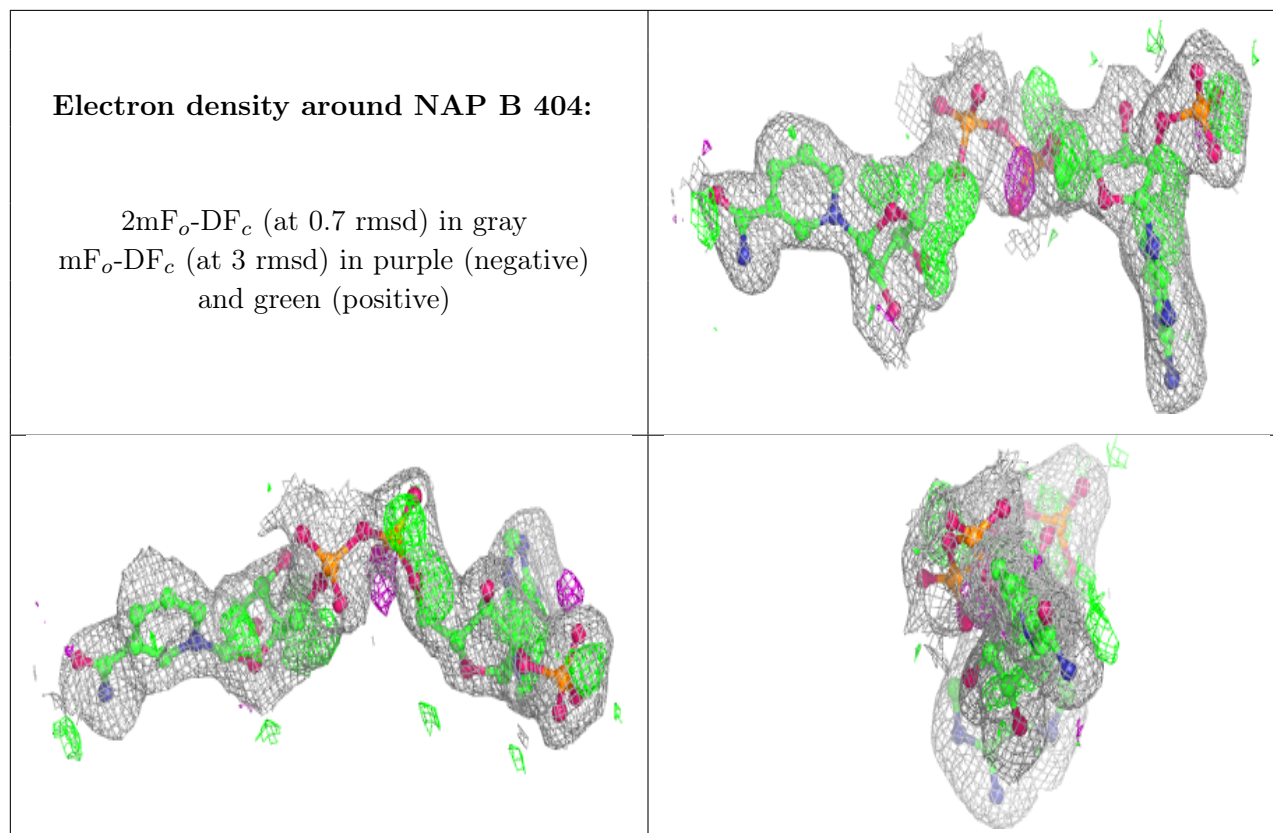 Electron density around NAP B 404:
2mFo-DFc (at 0.7 rmsd) in gray
mFo-DFc (at 3 rmsd) in purple (negative)
and green (positive)